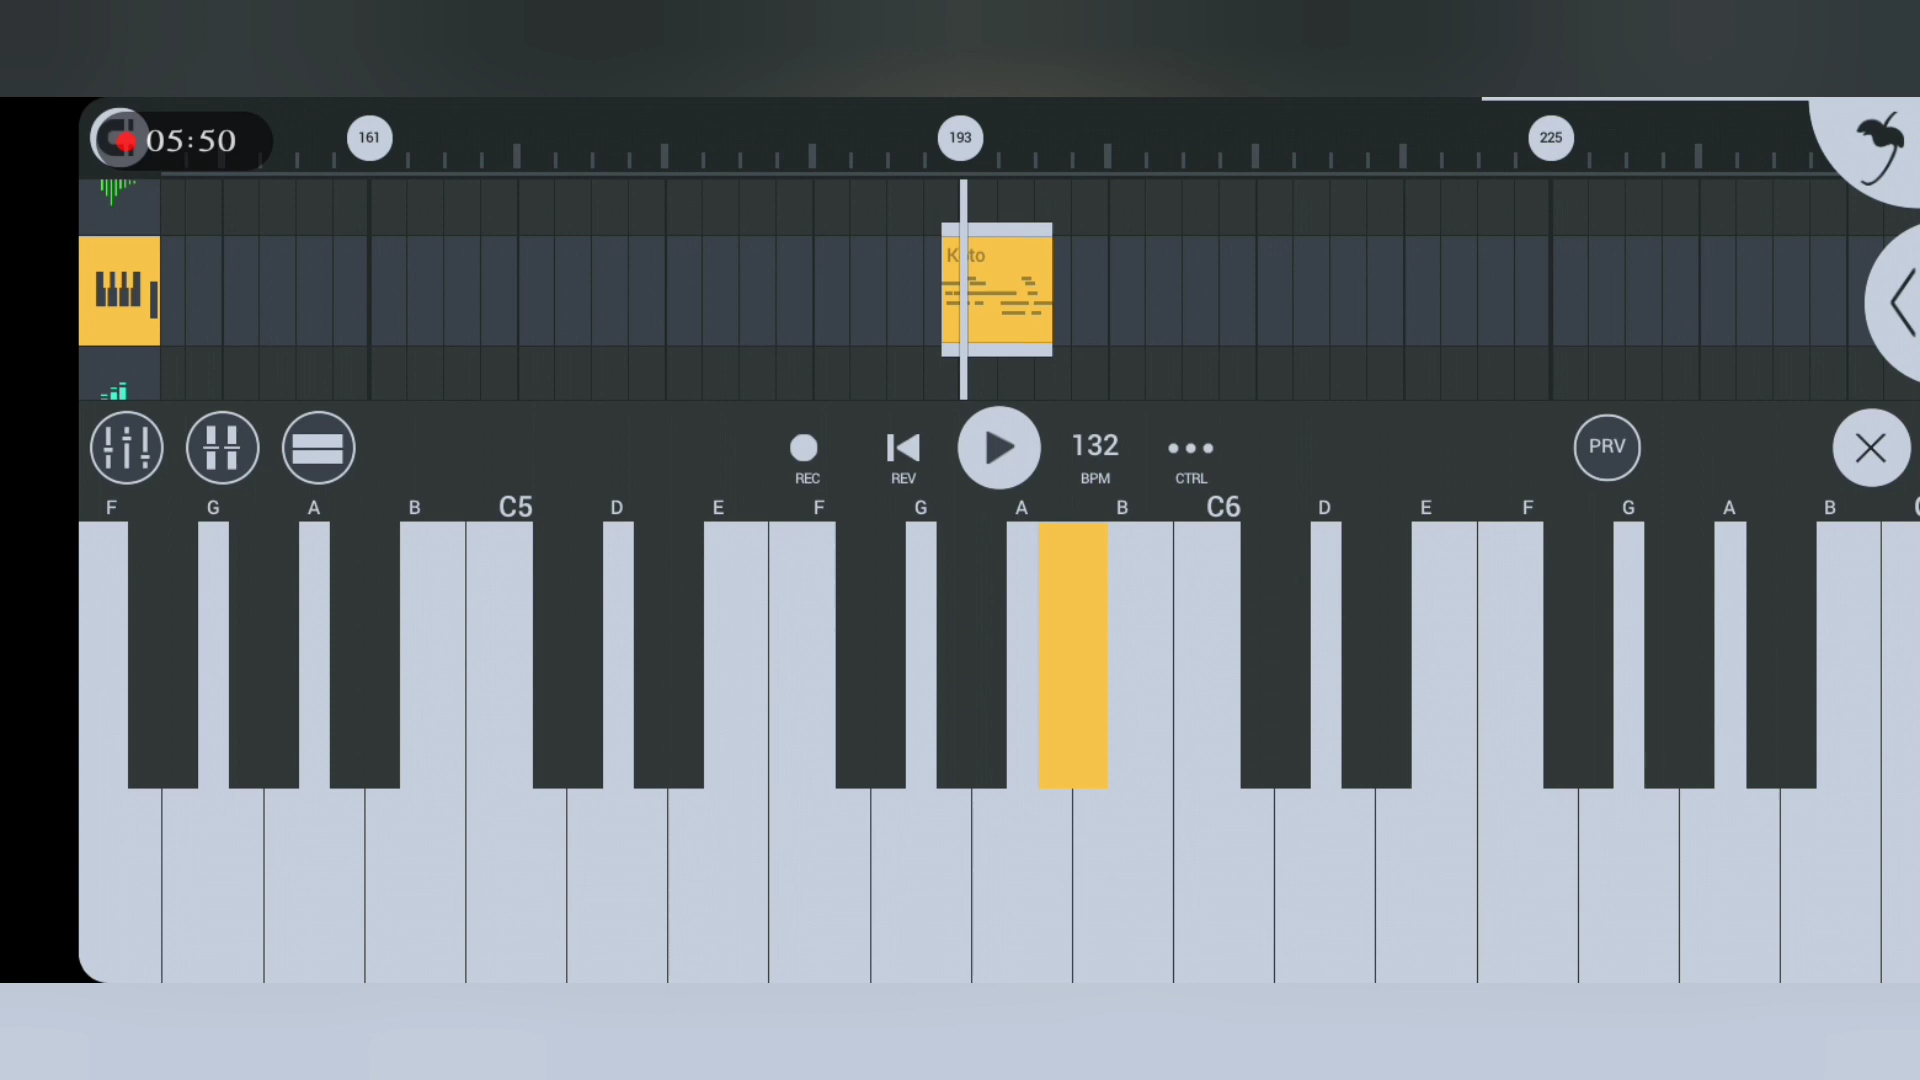 05:50
161
193
225
Koto
132
PRV
REC
REV
BPM
CTRL
F G A B C5 D E F G A B C6 D E F G A B